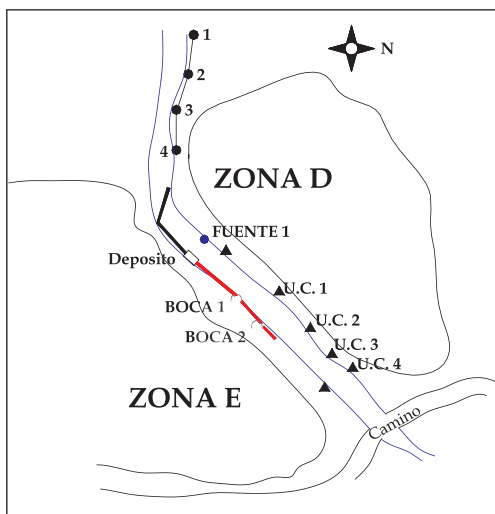 1
N
2
3
4
ZONA D
FUENTE 1
Deposito
U.C. 1
BOCA 1
U.C. 2
BOCA 2
U.C. 3
U.C. 4
ZONA E
Camino